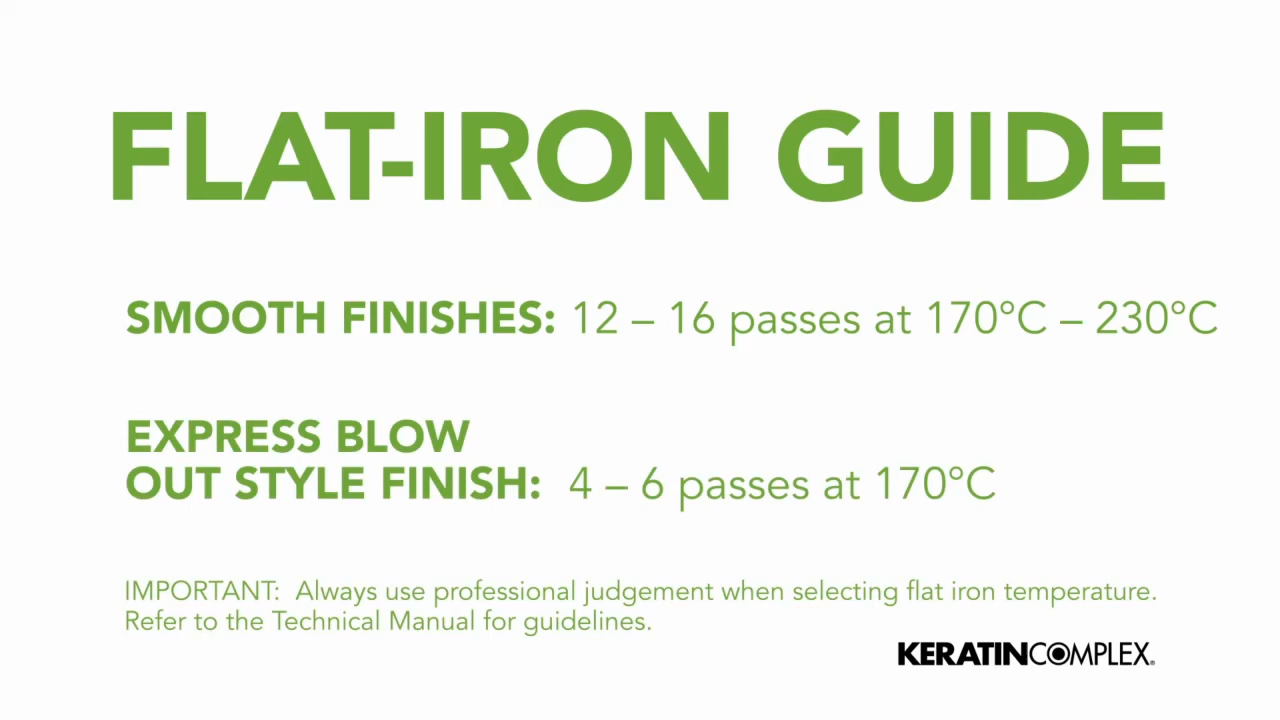 FLAT-IRON GUIDE
SMOOTH FINISHES: 12 – 16 passes at 170°C – 230°C
EXPRESS BLOW
OUT STYLE FINISH: 4 – 6 passes at 170°C
IMPORTANT: Always use professional judgement when selecting flat iron temperature.
Refer to the Technical Manual for guidelines.
KERATINCOMPLEX®